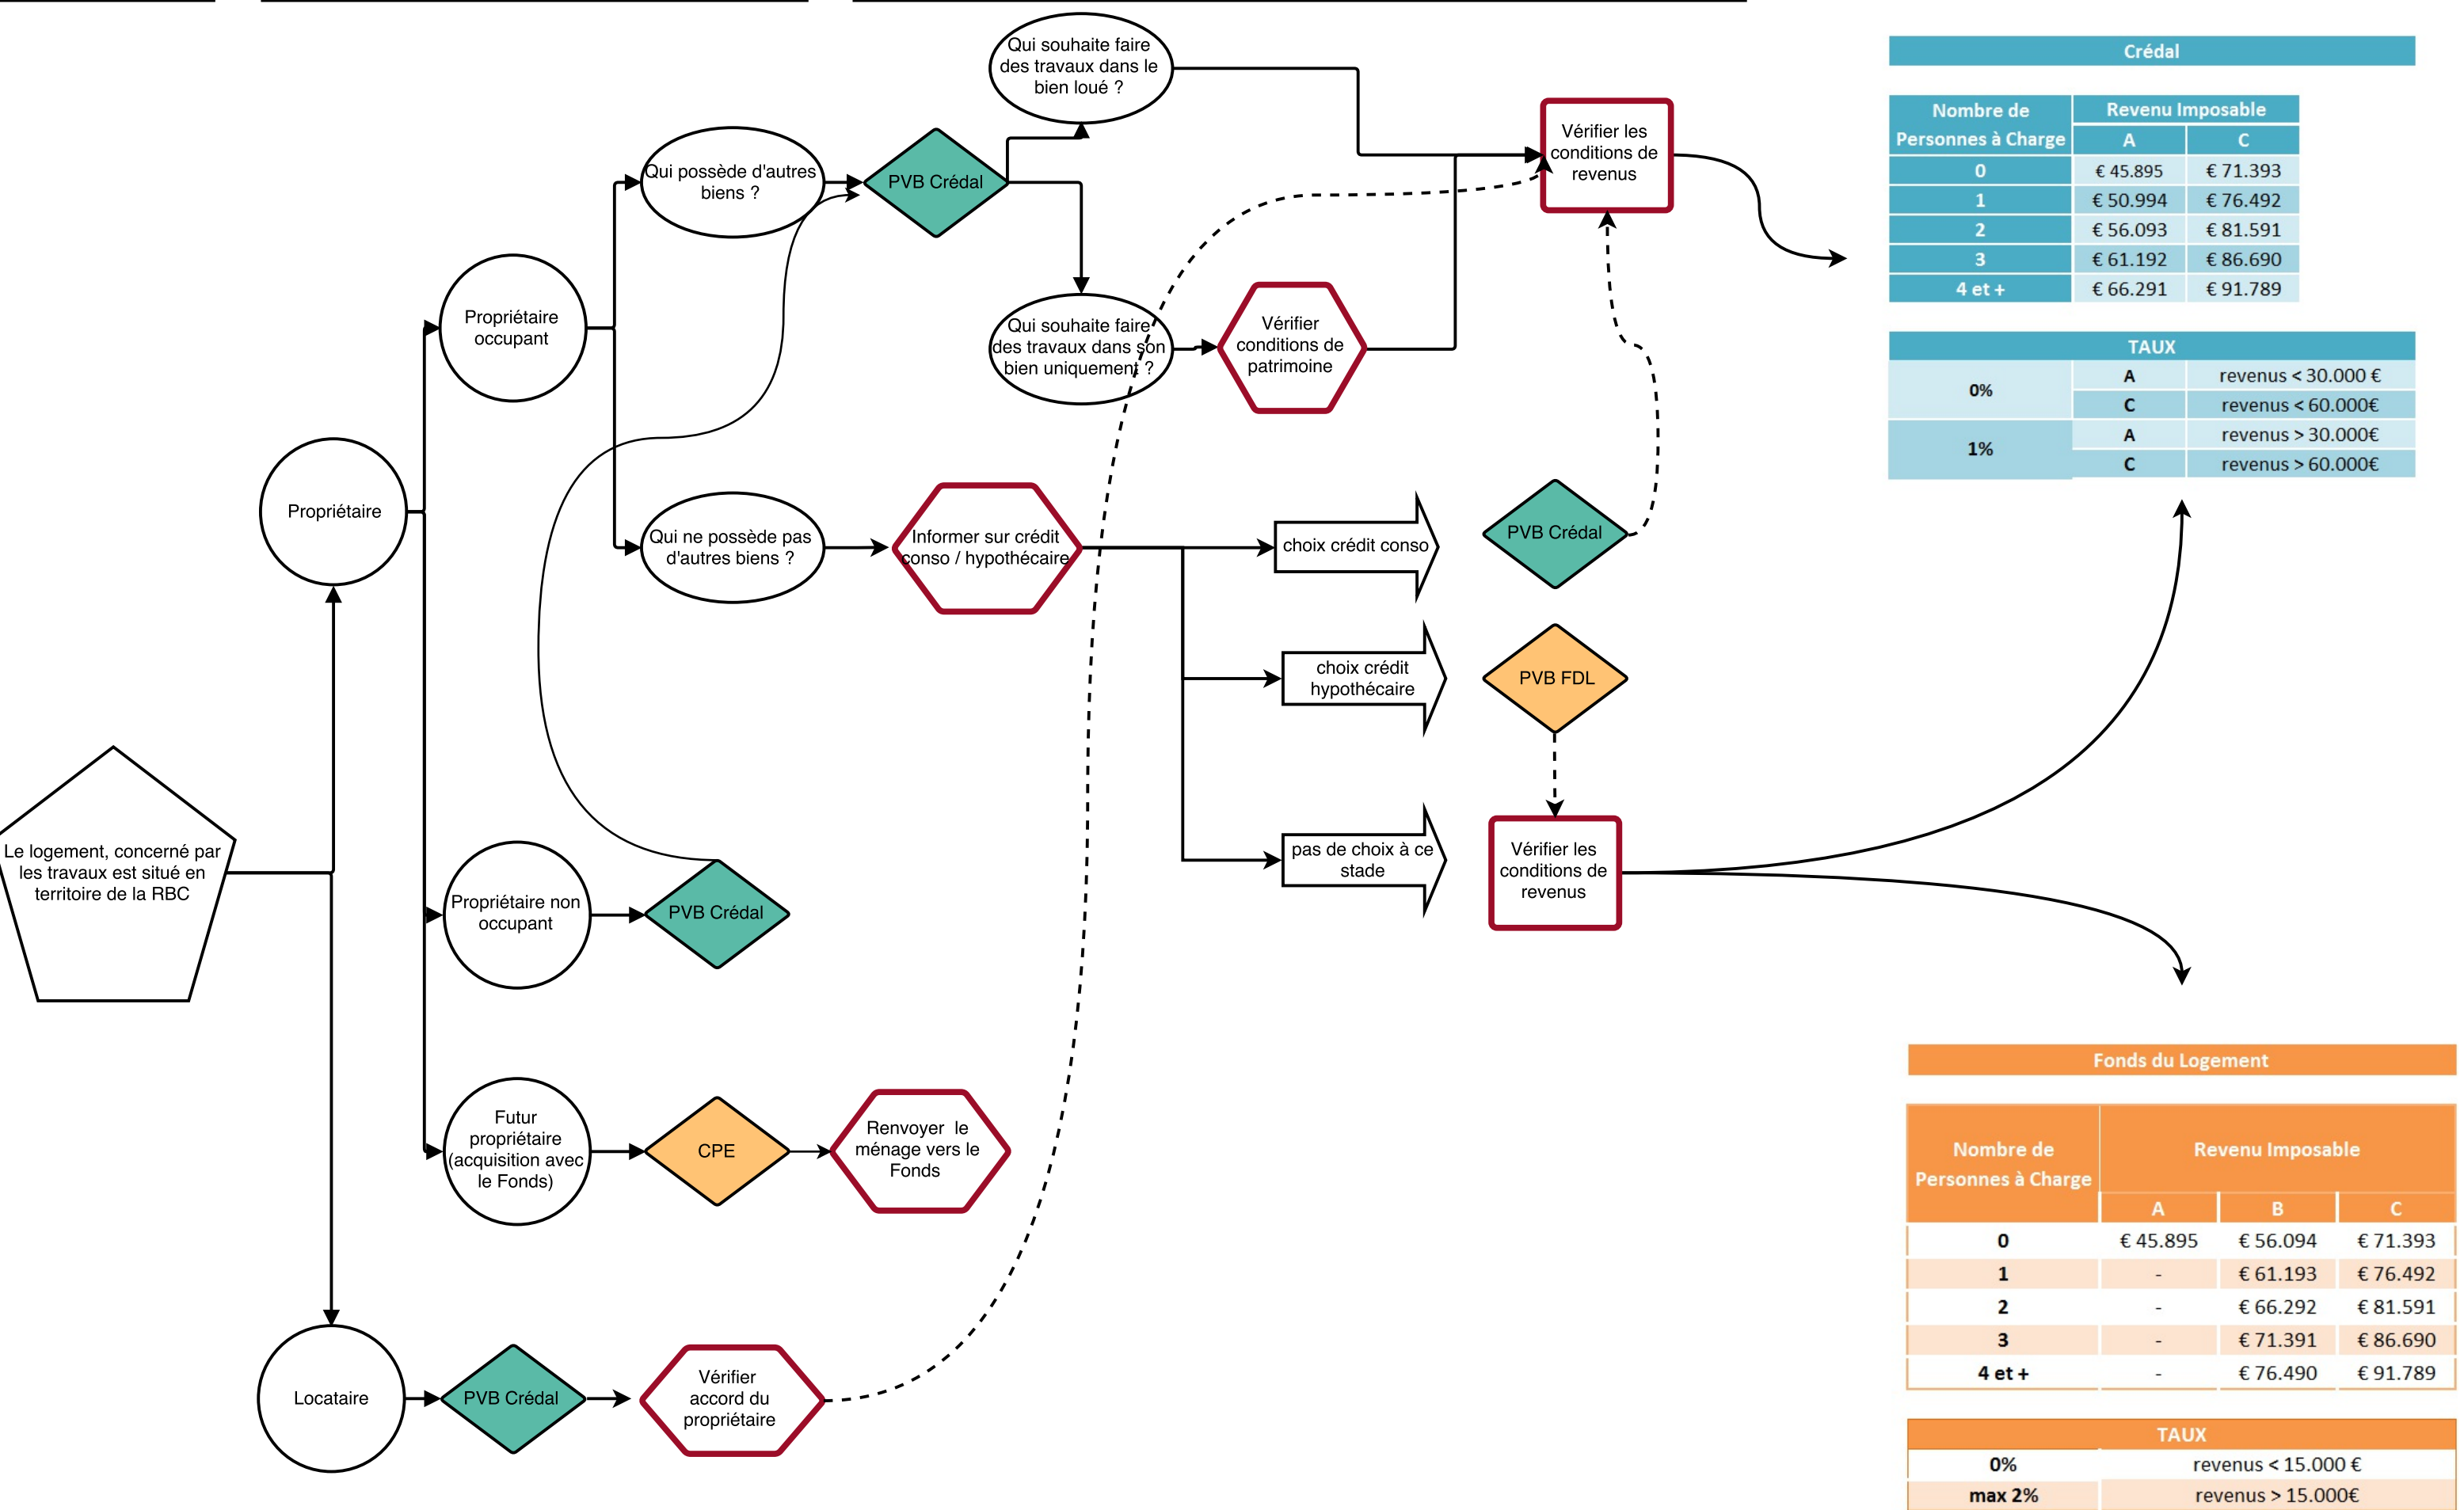 Qui souhaite faire
des travaux dans le
bien loué ?
Qui possède d'autres
biens ?
PVB Crédal
Vérifier les
conditions de
revenus
Propriétaire
occupant
Qui souhaite faire
des travaux dans son
bien uniquement ?
Vérifier
conditions de
patrimoine
Propriétaire
Qui ne possède pas
d'autres biens ?
Informer sur crédit
conso / hypothécaire
choix crédit conso
PVB Crédal
choix crédit
hypothécaire
PVB FDL
pas de choix à ce
stade
Vérifier les
conditions de
revenus
Le logement, concerné par
les travaux est situé en
territoire de la RBC
Propriétaire non
occupant
PVB Crédal
Futur
propriétaire
(acquisition avec
le Fonds)
CPE
Renvoyer le
ménage vers le
Fonds
Locataire
PVB Crédal
Vérifier
accord du
propriétaire
Crédal
Nombre de
Personnes à Charge
Revenu Imposable
A C
0 € 45.895 € 71.393
1 € 50.994 € 76.492
2 € 56.093 € 81.591
3 € 61.192 € 86.690
4 et + € 66.291 € 91.789
TAUX
0%
A revenus < 30.000 €
C revenus < 60.000€
1%
A revenus > 30.000€
C revenus > 60.000€
Fonds du Logement
Nombre de
Personnes à Charge
Revenu Imposable
A B C
0 € 45.895 € 56.094 € 71.393
1 - € 61.193 € 76.492
2 - € 66.292 € 81.591
3 - € 71.391 € 86.690
4 et + - € 76.490 € 91.789
TAUX
0% revenus < 15.000 €
max 2% revenus > 15.000€